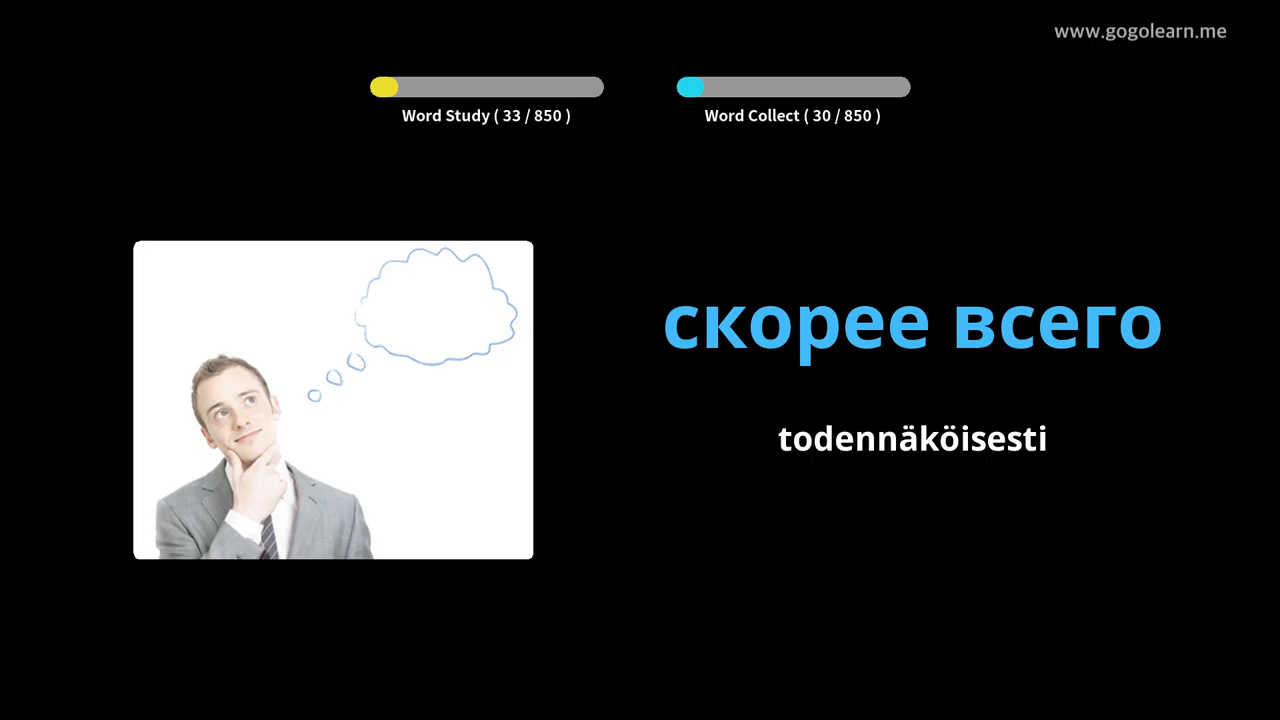 www.gogolearn.me
Word Study ( 33 / 850 )
Word Collect ( 30 / 850 )
скорее всего
todennäköisesti